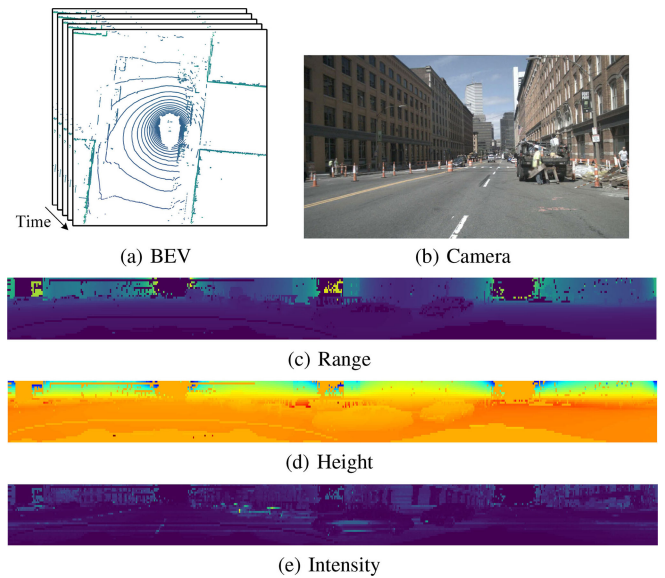 Time
(a) BEV
(b) Camera
(c) Range
(d) Height
(e) Intensity